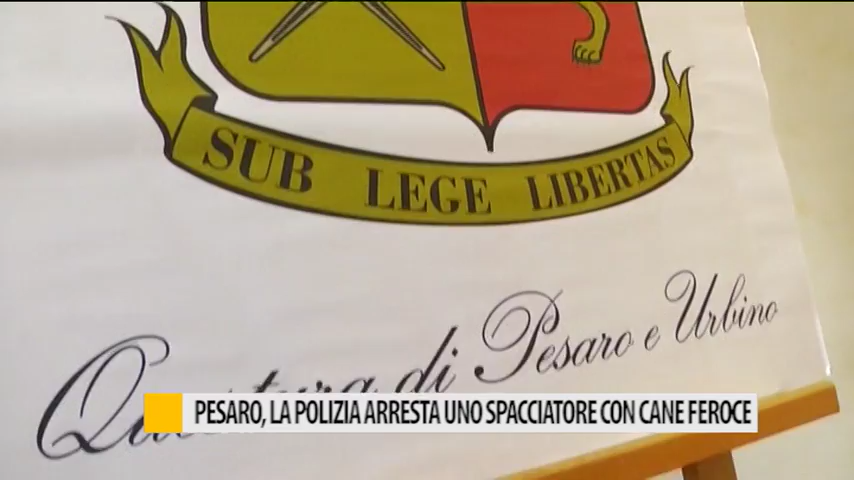 SUB LEGE LIBERTAS
Questura di Pesaro e Urbino
PESARO, LA POLIZIA ARRESTA UNO SPACCIATORE CON CANE FEROCE